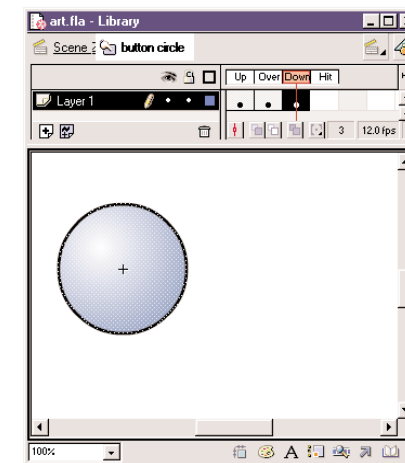 art.fla - Library
Scene 2 button circle
Up Over Down Hit
Layer 1
3 12.0 fps
100%
A